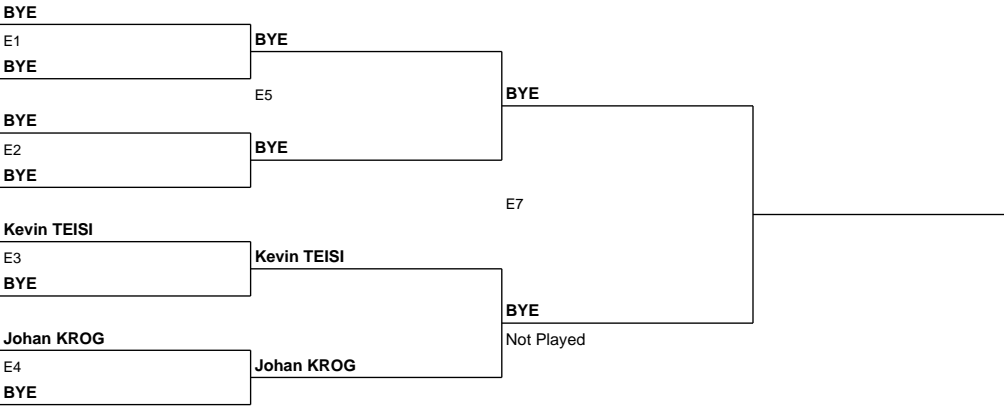 BYE
E1
BYE
BYE
E2
BYE
Kevin TEISI
E3
BYE
Johan KROG
E4
BYE
BYE
E5
BYE
Kevin TEISI
Johan KROG
BYE
E7
BYE
Not Played